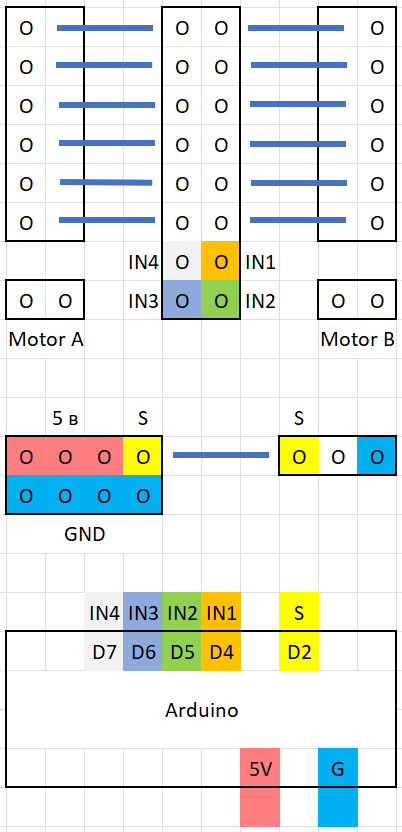 O O O O
O O O O
O O O O
O O O O
O O O O
O O O O
IN4 O O IN1
O O IN3 O O IN2 O O
Motor A Motor B
5 в S S
O O O O O O O
O O O O
GND
IN4 IN3 IN2 IN1 S
D7 D6 D5 D4 D2
Arduino
5V G